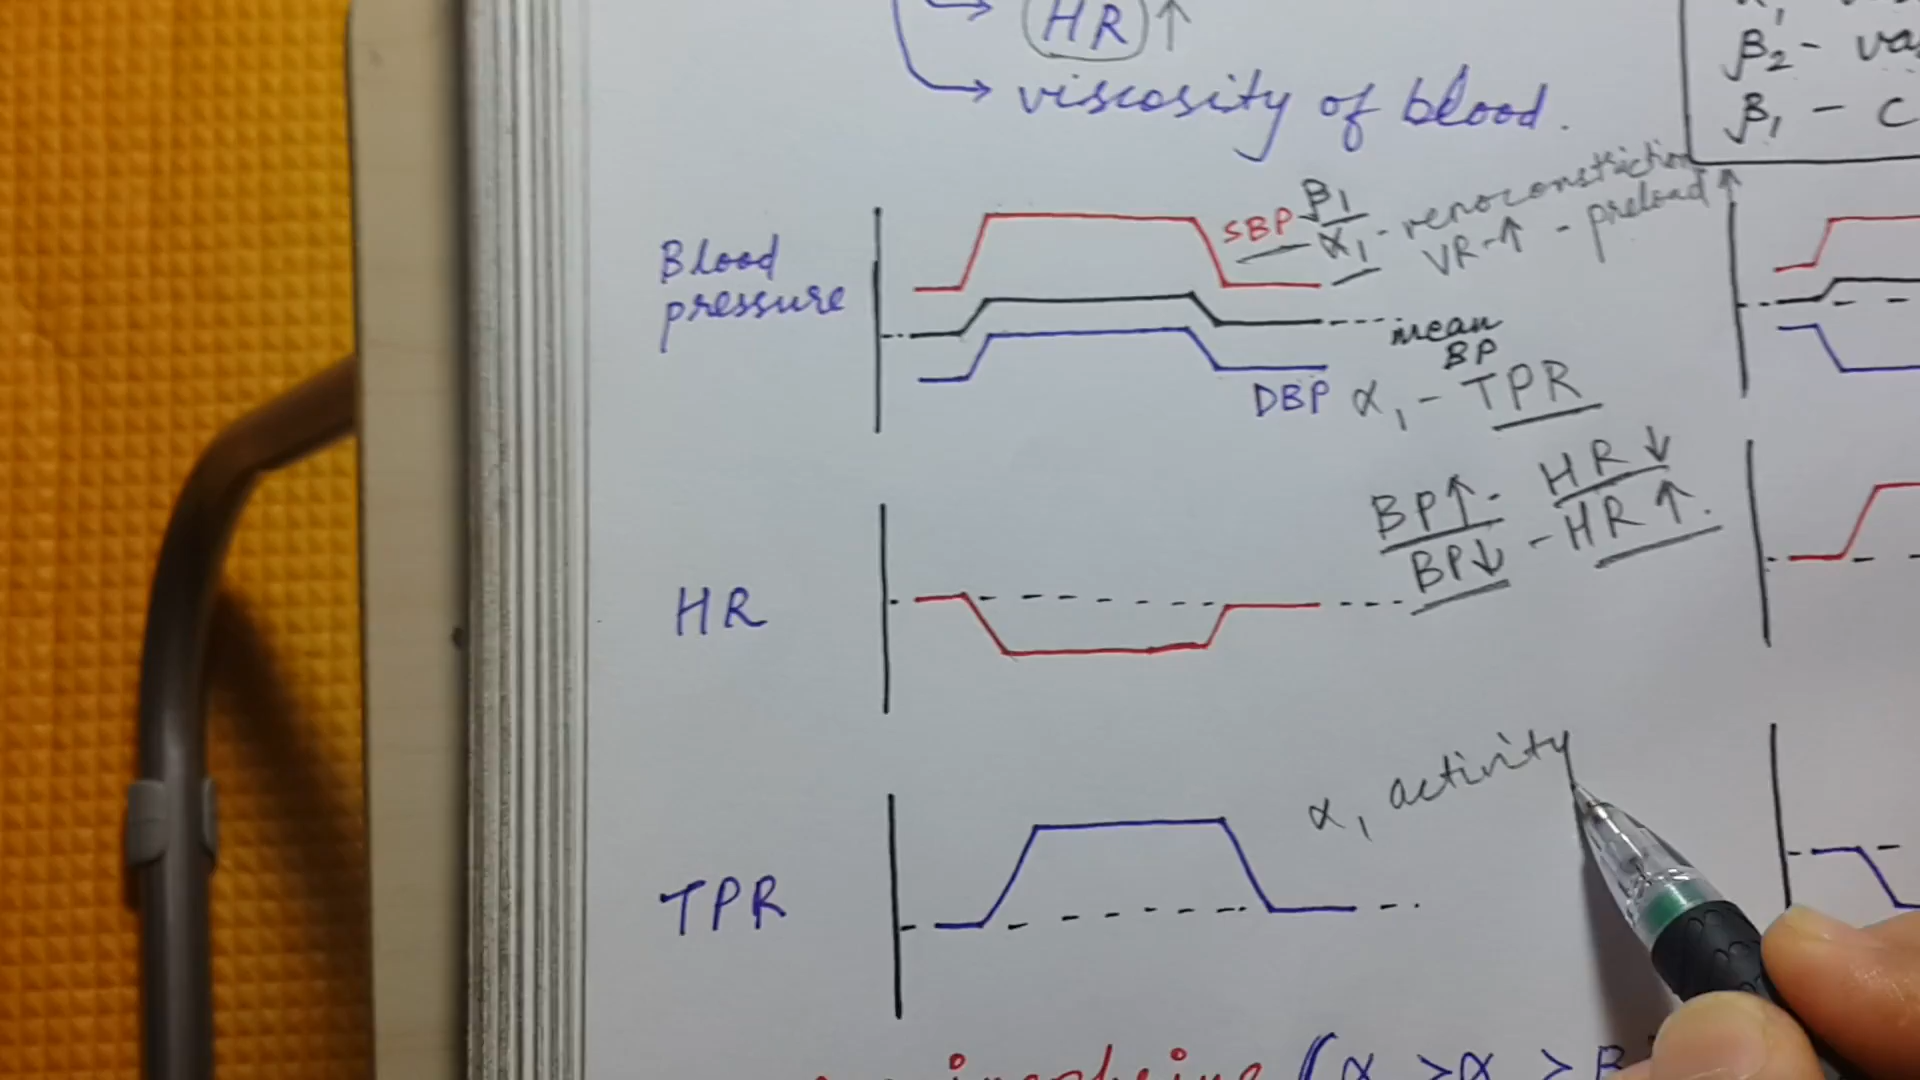 → HR ↑
→ viscosity of blood.
β2 - va
β1 - c
Blood
pressure
SBP β1
α1 - venoconstriction
VR-↑ - preload ↑
mean
BP
DBP α1 - TPR
BP↑. HR↓
BP↓ - HR↑.
HR
α1 activity
TPR